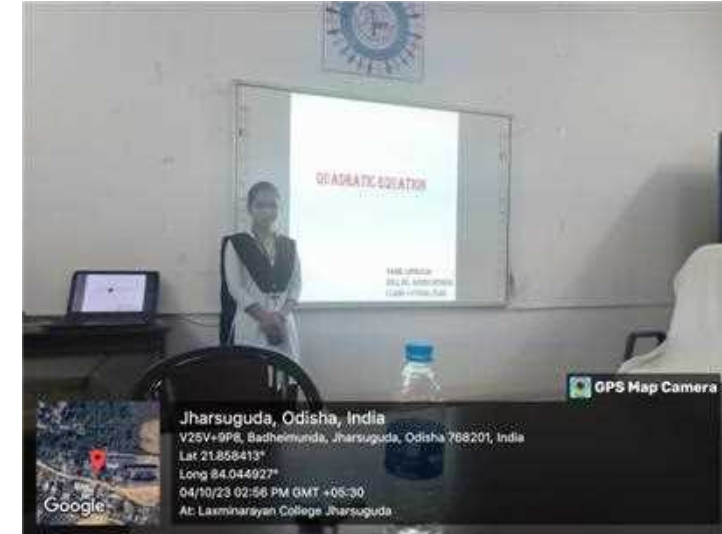 QUADRATIC EQUATION
GPS Map Camera
Jharsuguda, Odisha, India
V25V+9P8, Badheimunda, Jharsuguda, Odisha 768201, India
Lat 21.858413°
Long 84.044927°
04/10/23 02:56 PM GMT +05:30
At: Laxminarayan College Jharsuguda
Google